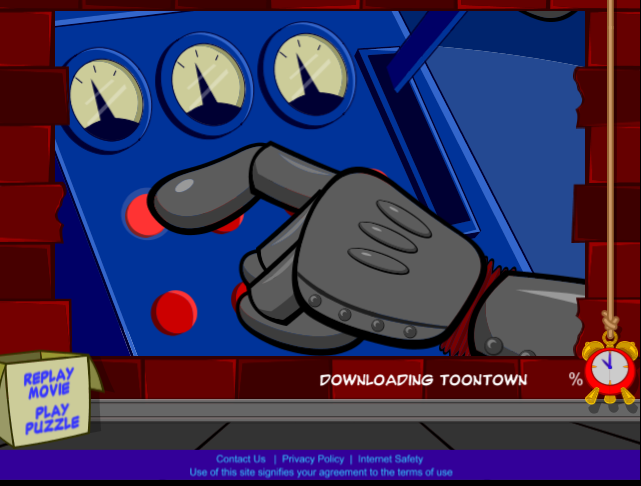 DOWNLOADING TOONTOWN %
REPLAY
MOVIE
PLAY
PUZZLE
Contact Us | Privacy Policy | Internet Safety
Use of this site signifies your agreement to the terms of use